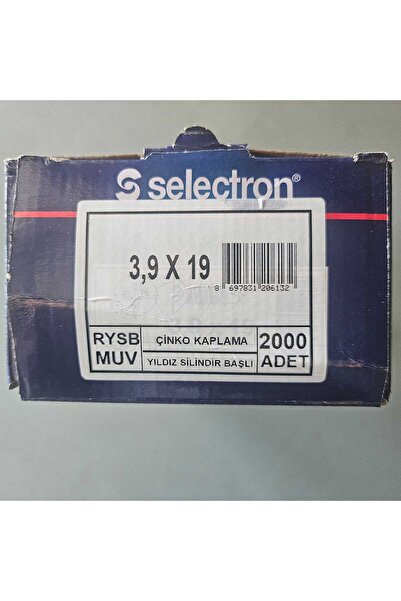 selectron®
3,9 X 19
8 697831 206132
RYSB
MUV
ÇİNKO KAPLAMA
YILDIZ SİLİNDİR BAŞLI
2000
ADET